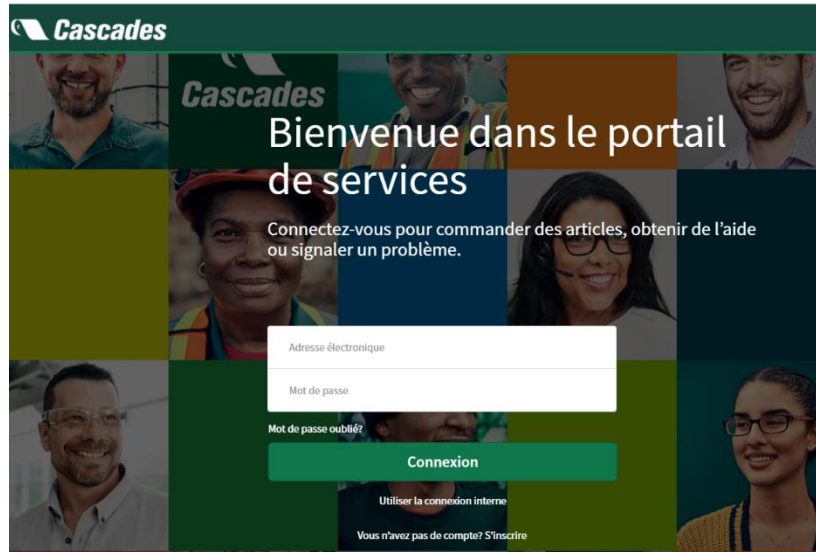 Cascades
Cascades
Bienvenue dans le portail
de services
Connectez-vous pour commander des articles, obtenir de l'aide
ou signaler un problème.
Adresse électronique
Mot de passe
Mot de passe oublié?
Connexion
Utiliser la connexion interne
Vous n'avez pas de compte? S'inscrire